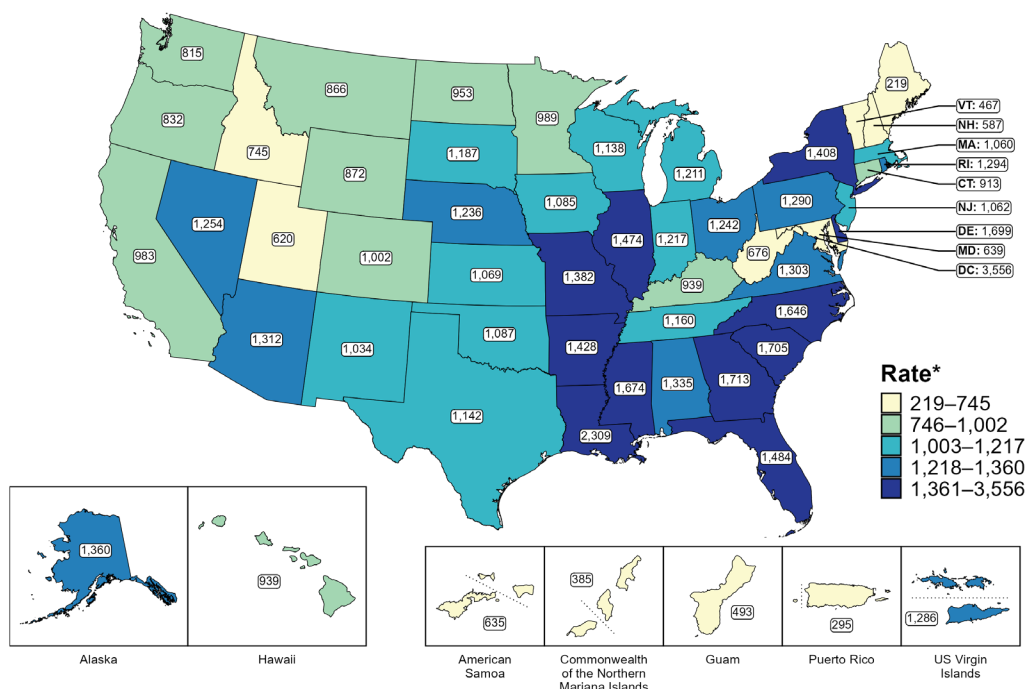 815
866
953
989
219
832
745
872
1,187
1,138
1,211
1,408
VT: 467
NH: 587
MA: 1,060
RI: 1,294
CT: 913
NJ: 1,062
DE: 1,699
MD: 639
DC: 3,556
983
1,254
620
1,002
1,236
1,085
1,474
1,217
1,242
1,290
676
1,303
1,069
1,382
939
1,312
1,034
1,087
1,428
1,160
1,646
1,705
1,142
2,309
1,674
1,335
1,713
1,484
Rate*
219–745
746–1,002
1,003–1,217
1,218–1,360
1,361–3,556
1,360
Alaska
939
Hawaii
635
American
Samoa
385
Commonwealth
of the Northern
Mariana Islands
493
Guam
295
Puerto Rico
1,286
US Virgin
Islands